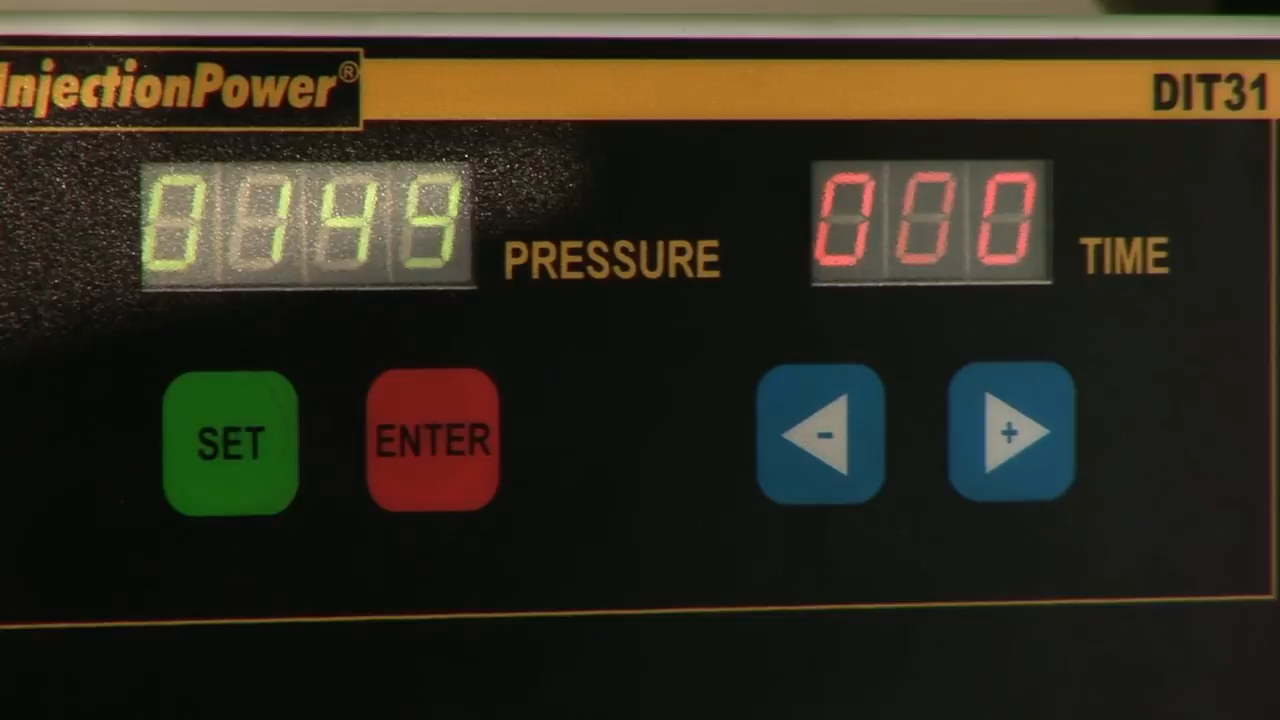 InjectionPower®
DIT31
0149 PRESSURE 000 TIME
SET ENTER - +